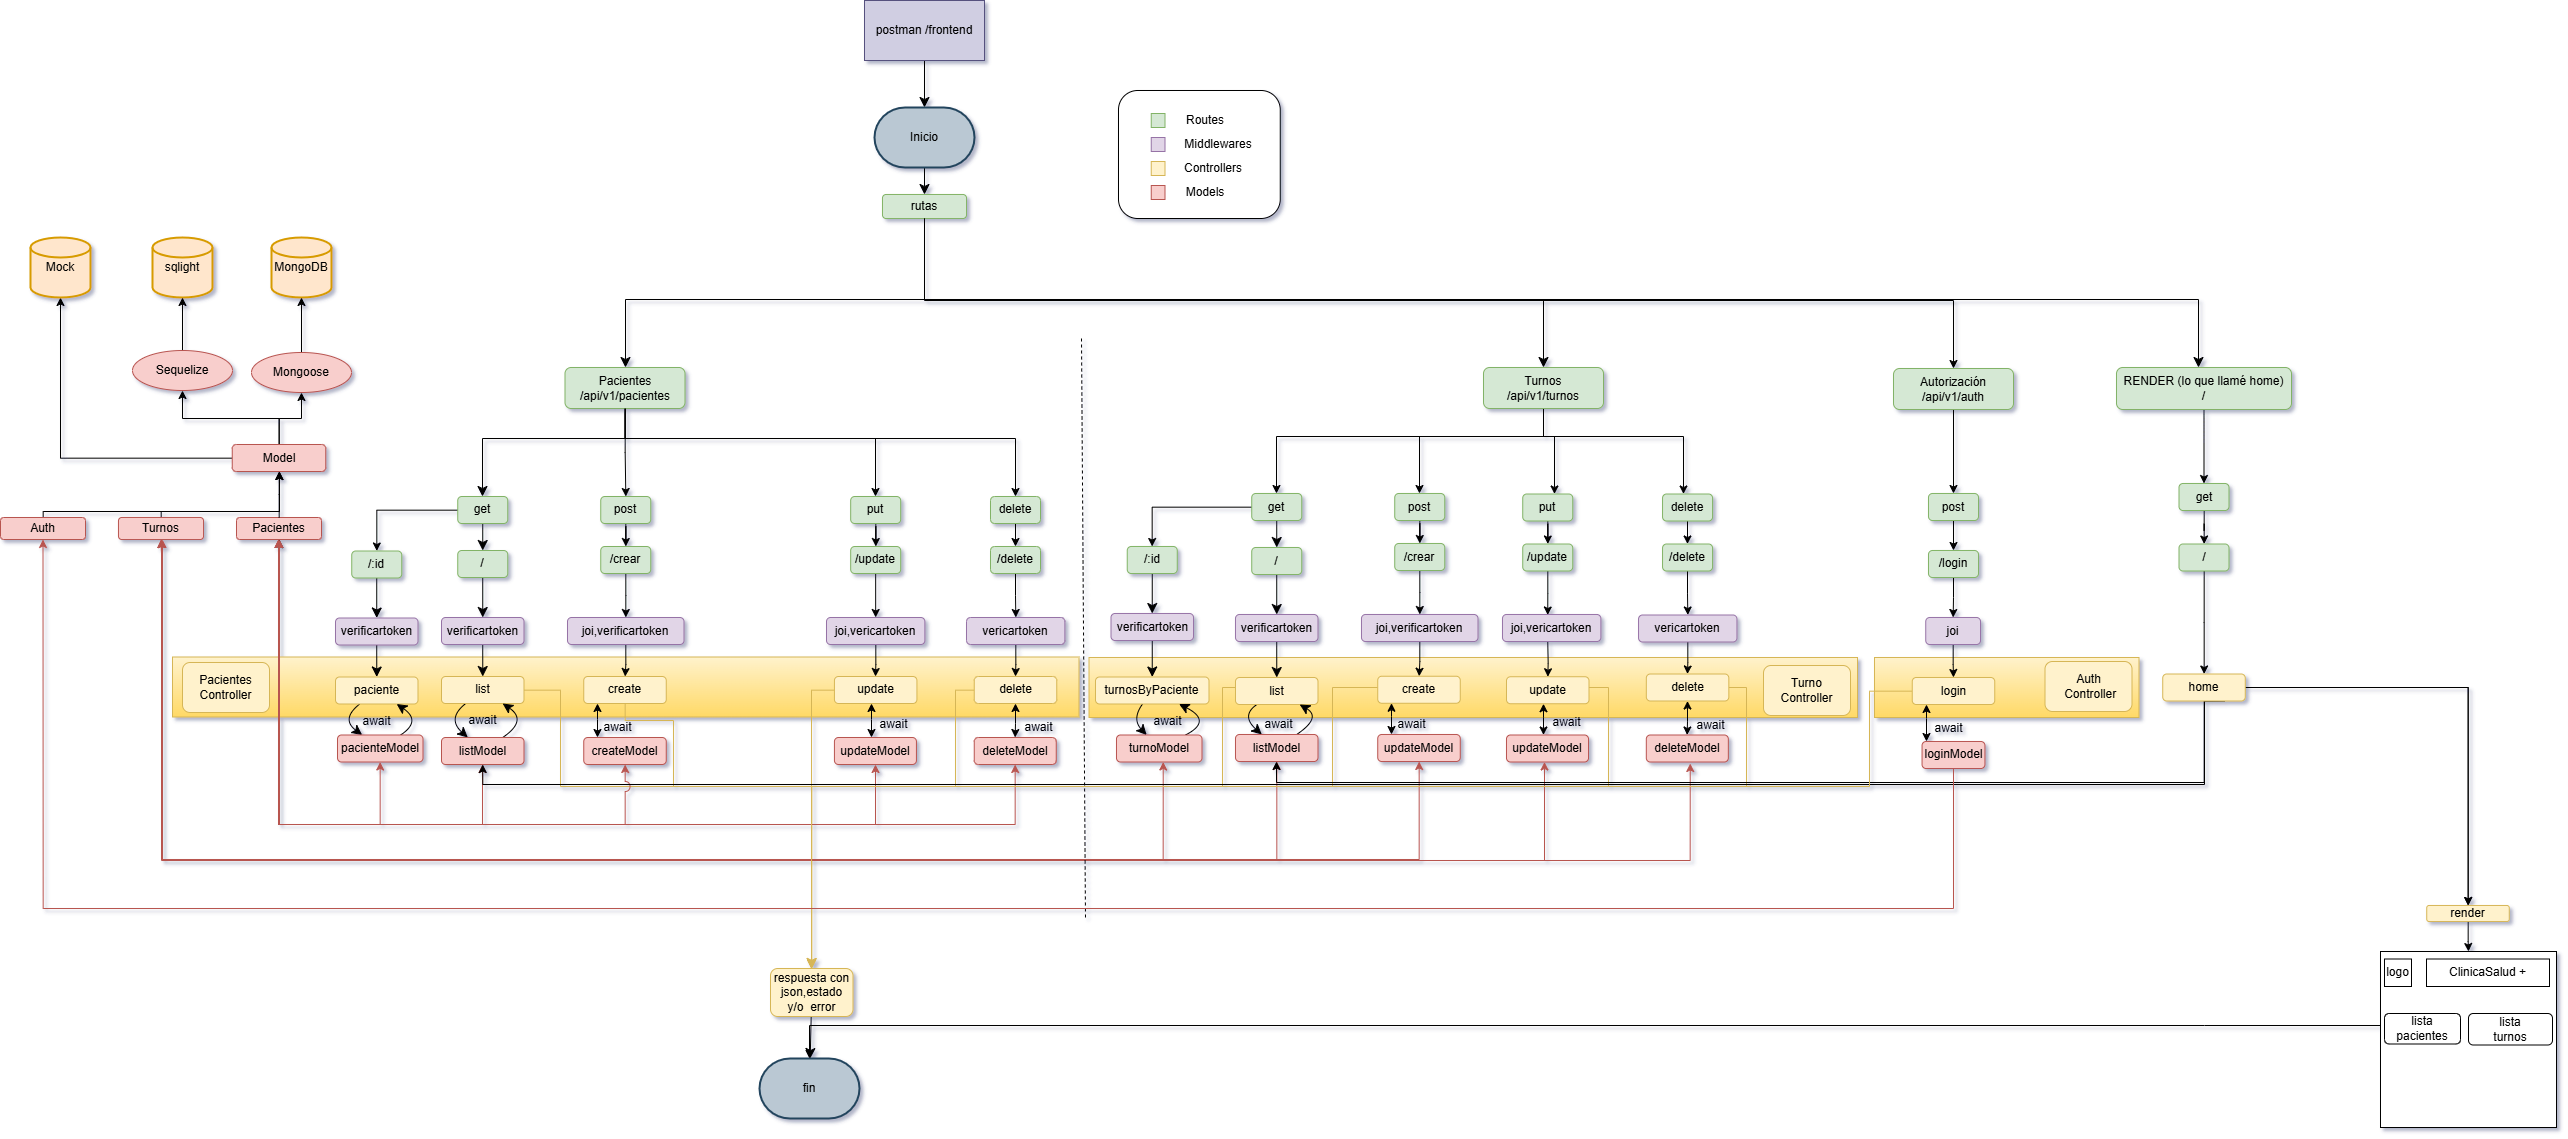 postman /frontend
Inicio
rutas
Routes
Middlewares
Controllers
Models
Mock
sqlight
MongoDB
Sequelize
Mongoose
Model
Auth
Turnos
Pacientes
Pacientes
/api/v1/pacientes
Turnos
/api/v1/turnos
Autorización
/api/v1/auth
RENDER (lo que llamé home)
/
get
post
put
delete
get
post
put
delete
post
get
/:id
/
/crear
/update
/delete
/:id
/
/crear
/update
/delete
/login
/
verificartoken
verificartoken
joi,verificartoken
joi,vericartoken
vericartoken
verificartoken
verificartoken
joi,verificartoken
joi,vericartoken
vericartoken
joi
Pacientes
Controller
paciente
list
create
update
delete
turnosByPaciente
list
create
update
delete
Turno
Controller
login
Auth
Controller
home
await
await
await
await
await
await
await
await
await
await
await
pacienteModel
listModel
createModel
updateModel
deleteModel
turnoModel
listModel
updateModel
updateModel
deleteModel
loginModel
render
logo
ClinicaSalud +
lista
pacientes
lista
turnos
respuesta con
json,estado
y/o error
fin